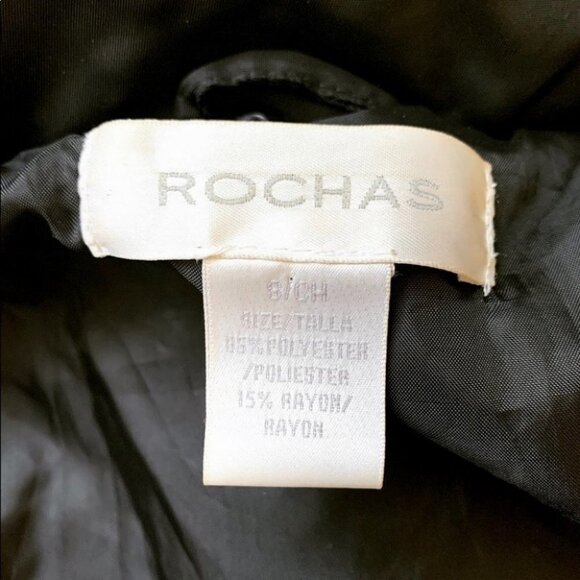 ROCHAS
S/CH
SIZE/TALLA
85% POLYESTER
/POLIESTER
15% RAYON/
RAYON